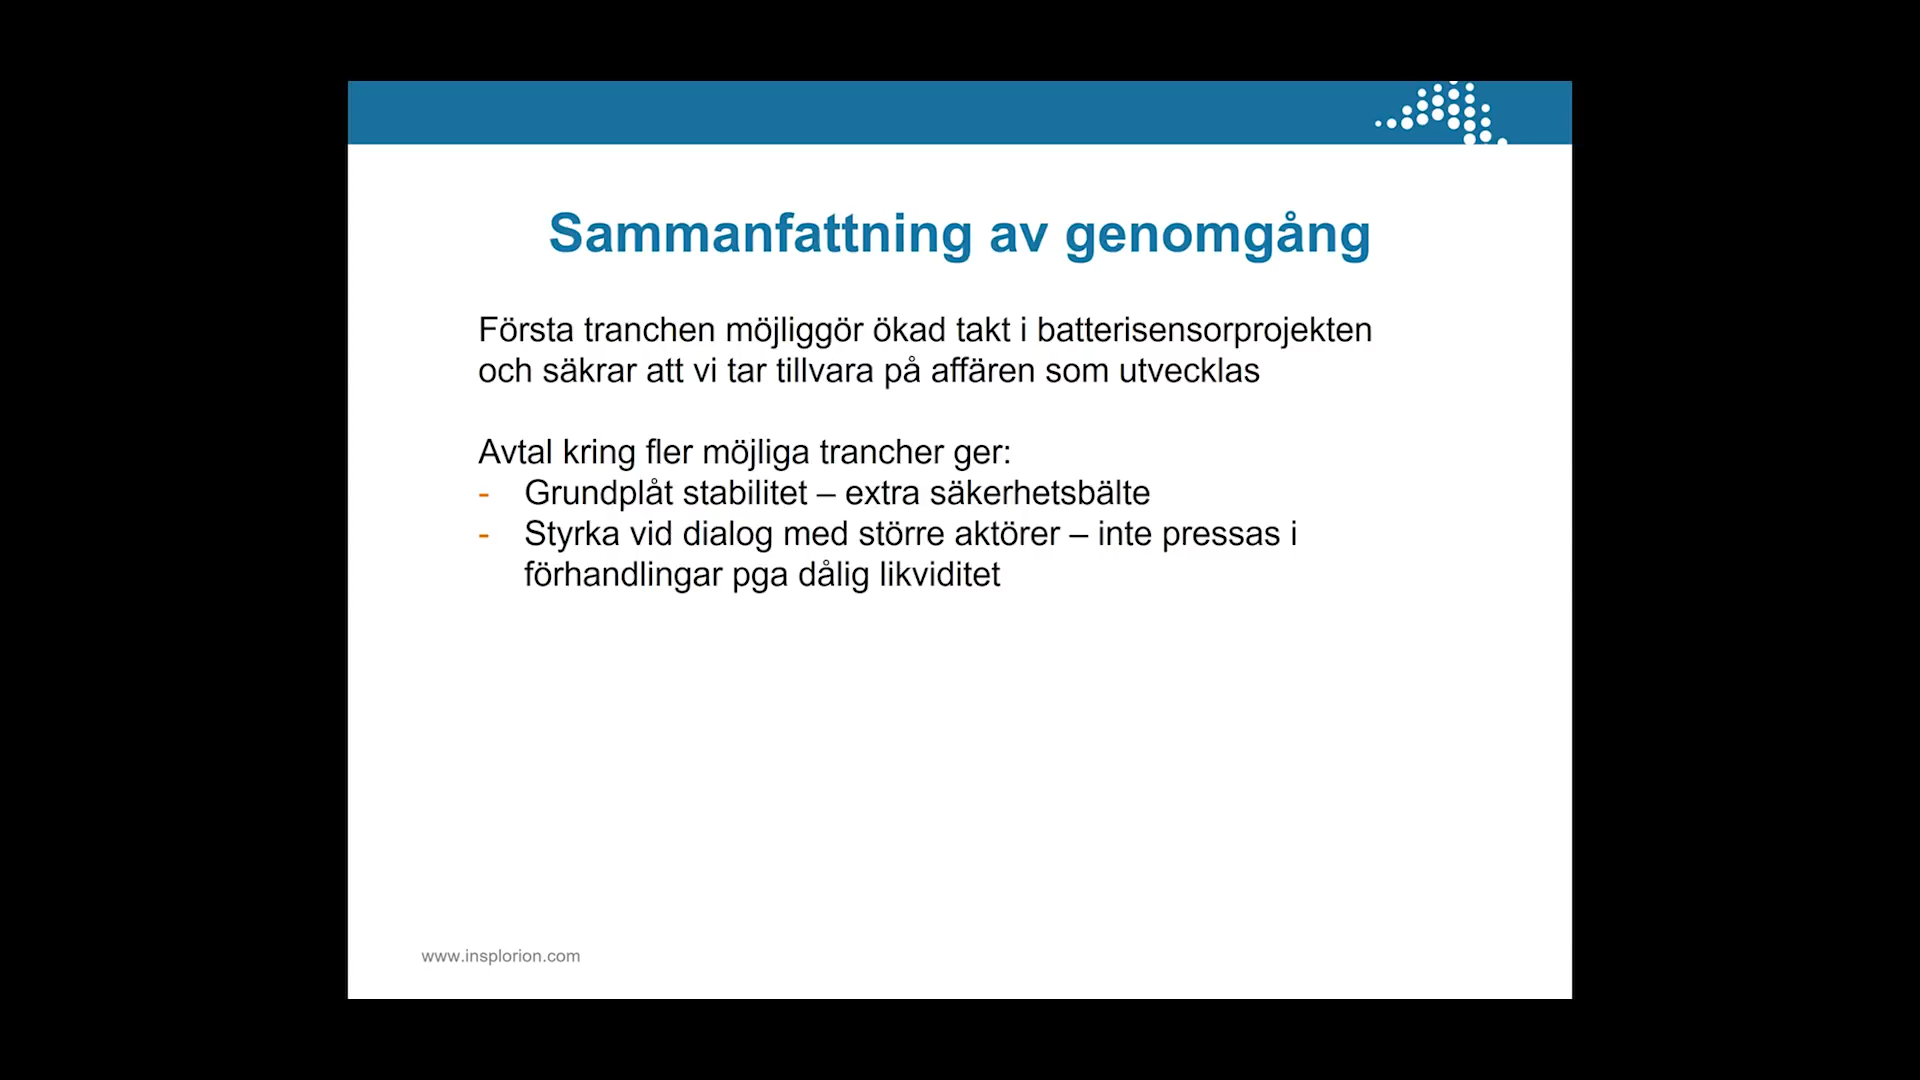 Sammanfattning av genomgång
Första tranchen möjliggör ökad takt i batterisensorprojekten
och säkrar att vi tar tillvara på affären som utvecklas
Avtal kring fler möjliga trancher ger:
- Grundplåt stabilitet – extra säkerhetsbälte
- Styrka vid dialog med större aktörer – inte pressas i
förhandlingar pga dålig likviditet
www.insplorion.com